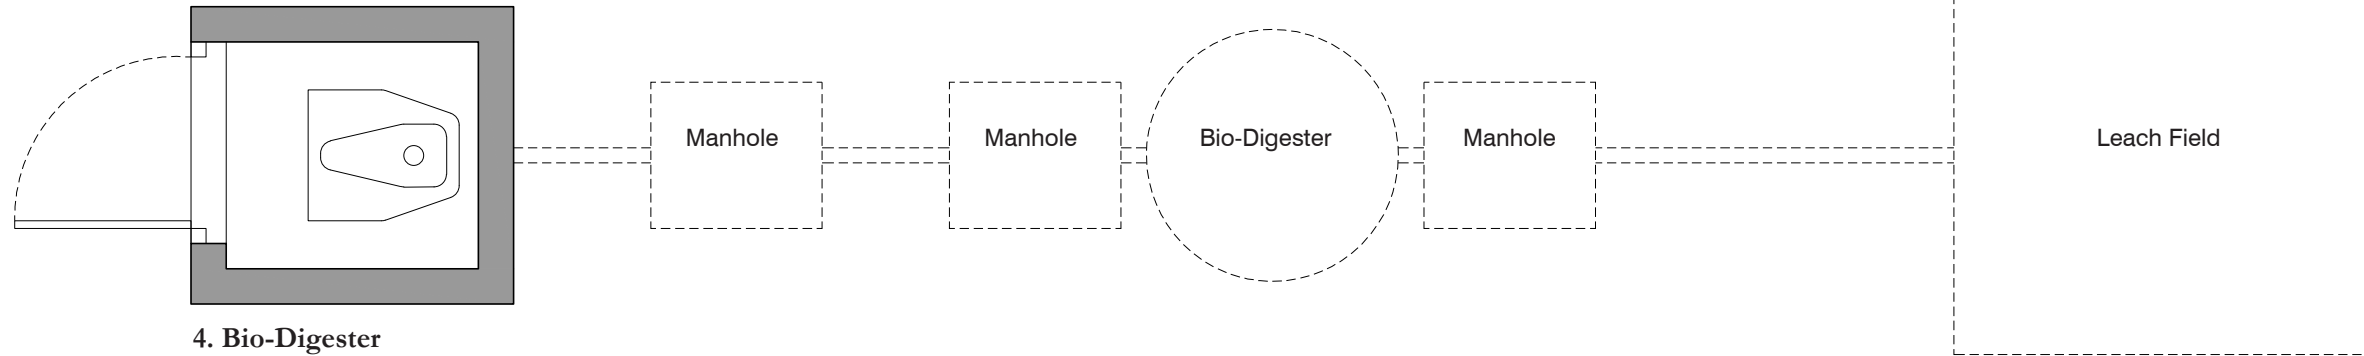 Manhole
Manhole
Bio-Digester
Manhole
Leach Field
4. Bio-Digester